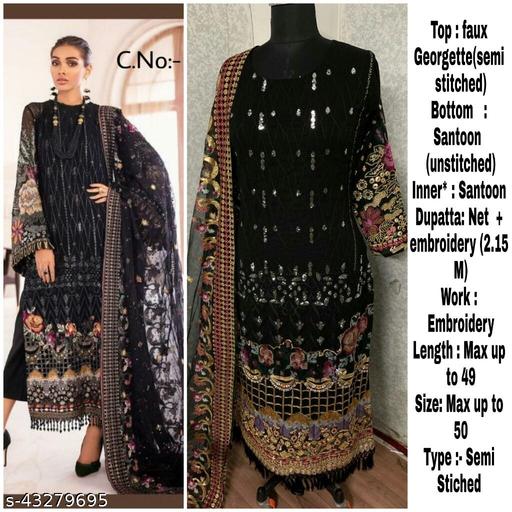 C.No:-
Top : faux
Georgette(semi
stitched)
Bottom :
Santoon
(unstitched)
Inner* : Santoon
Dupatta: Net +
embroidery (2.15
M)
Work :
Embroidery
Length : Max up
to 49
Size: Max up to
50
Type :- Semi
Stiched
s-43279695